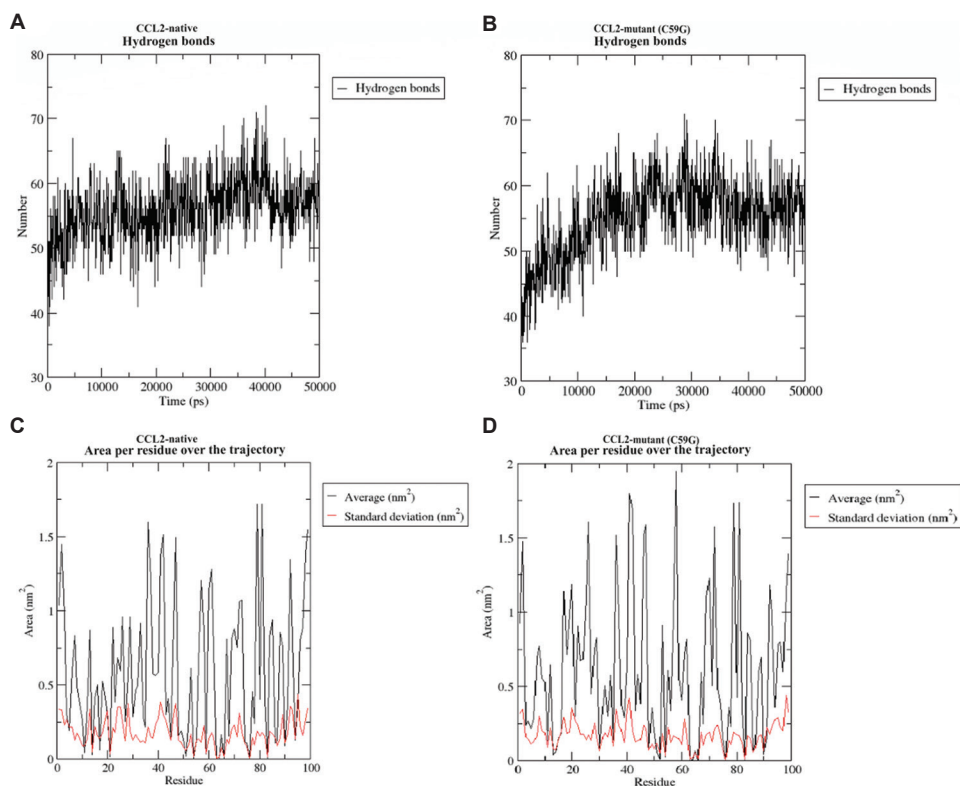 A
CCL2-native
Hydrogen bonds
80
70
60
50
40
30
Number
0
10000
20000
30000
40000
50000
Time (ps)
Hydrogen bonds
B
CCL2-mutant (C59G)
Hydrogen bonds
80
70
60
50
40
30
Number
0
10000
20000
30000
40000
50000
Time (ps)
Hydrogen bonds
C
CCL2-native
Area per residue over the trajectory
2
1.5
1
0.5
0
Area (nm²)
0
20
40
60
80
100
Residue
Average (nm²)
Standard deviation (nm²)
D
CCL2-mutant (C59G)
Area per residue over the trajectory
2
1.5
1
0.5
0
Area (nm²)
0
20
40
60
80
100
Residue
Average (nm²)
Standard deviation (nm²)